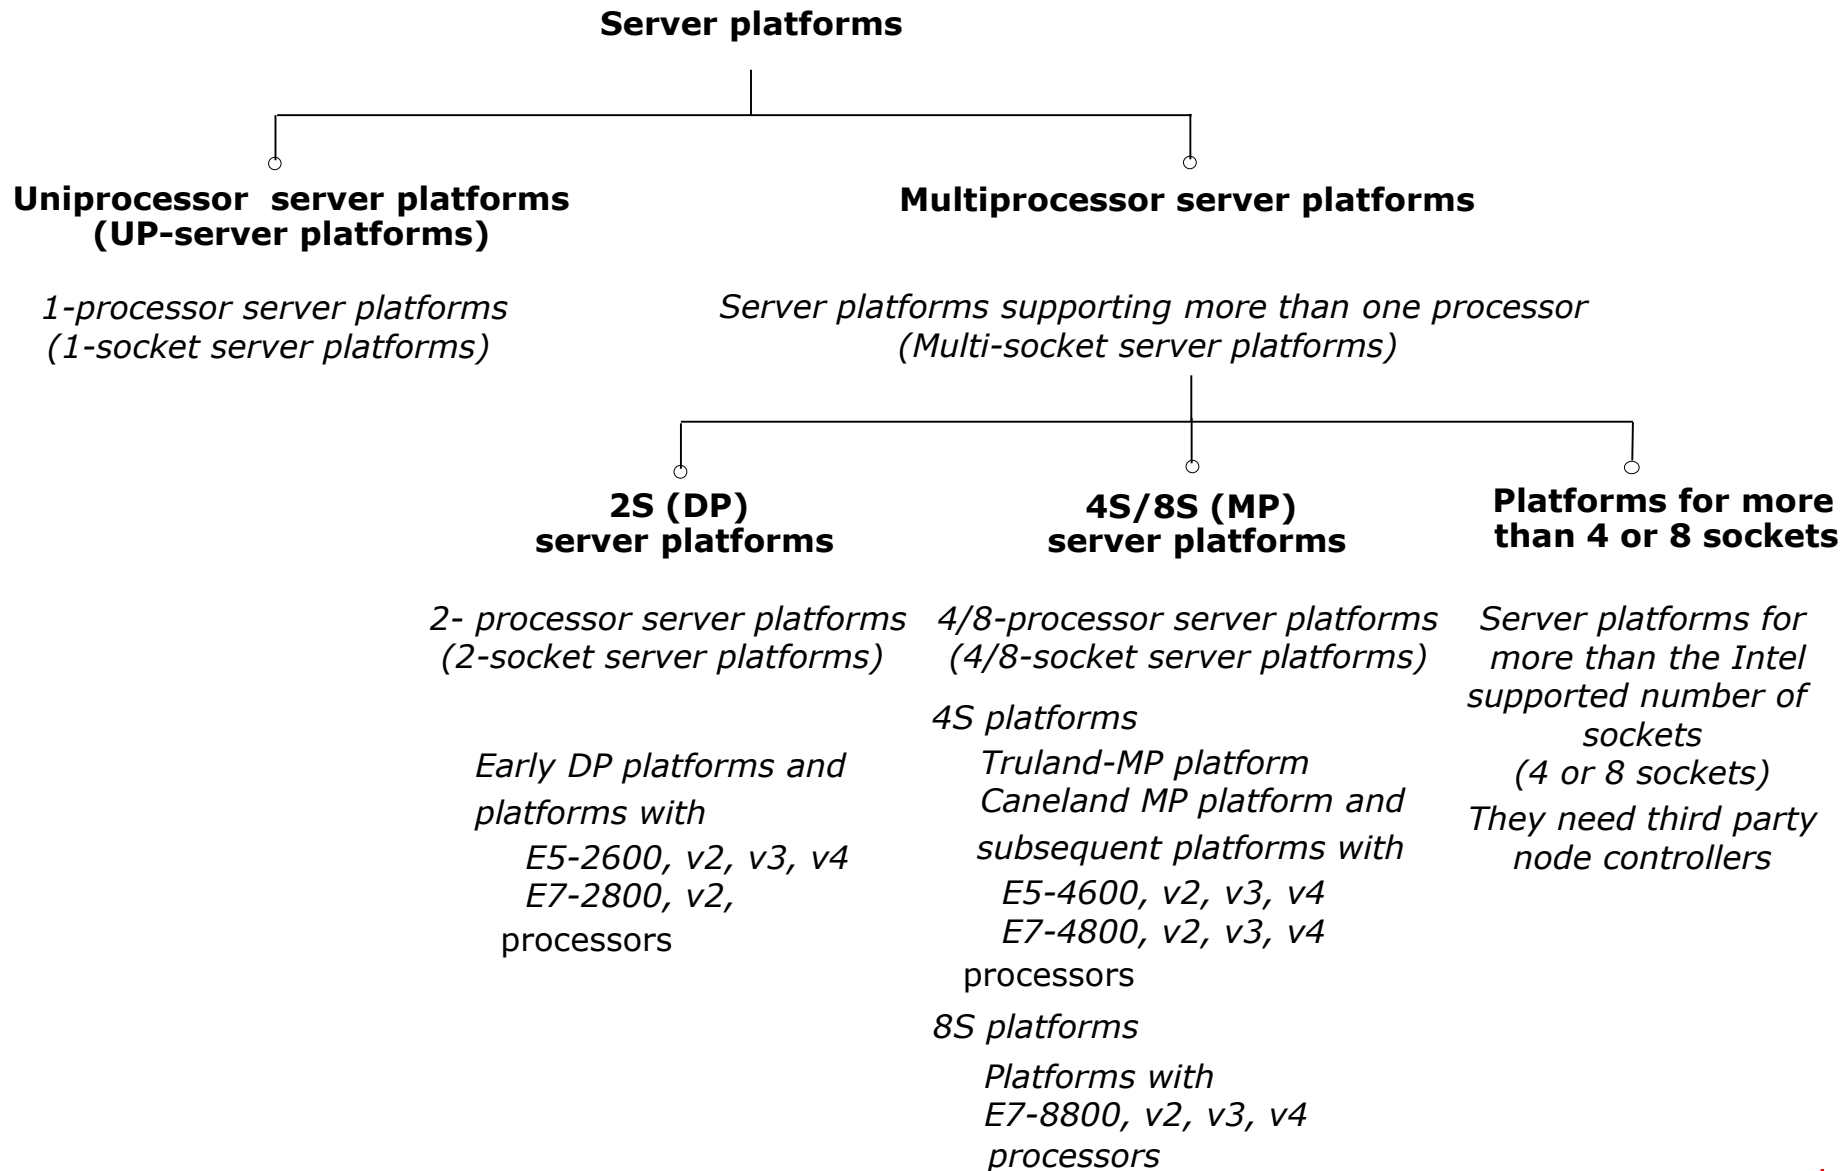 Server platforms
Uniprocessor server platforms
(UP-server platforms)
Multiprocessor server platforms
1-processor server platforms
(1-socket server platforms)
Server platforms supporting more than one processor
(Multi-socket server platforms)
2S (DP)
server platforms
4S/8S (MP)
server platforms
Platforms for more
than 4 or 8 sockets
2- processor server platforms
(2-socket server platforms)
Early DP platforms and
platforms with
E5-2600, v2, v3, v4
E7-2800, v2,
processors
4/8-processor server platforms
(4/8-socket server platforms)
4S platforms
Truland-MP platform
Caneland MP platform and
subsequent platforms with
E5-4600, v2, v3, v4
E7-4800, v2, v3, v4
processors
8S platforms
Platforms with
E7-8800, v2, v3, v4
processors
Server platforms for
more than the Intel
supported number of
sockets
(4 or 8 sockets)
They need third party
node controllers